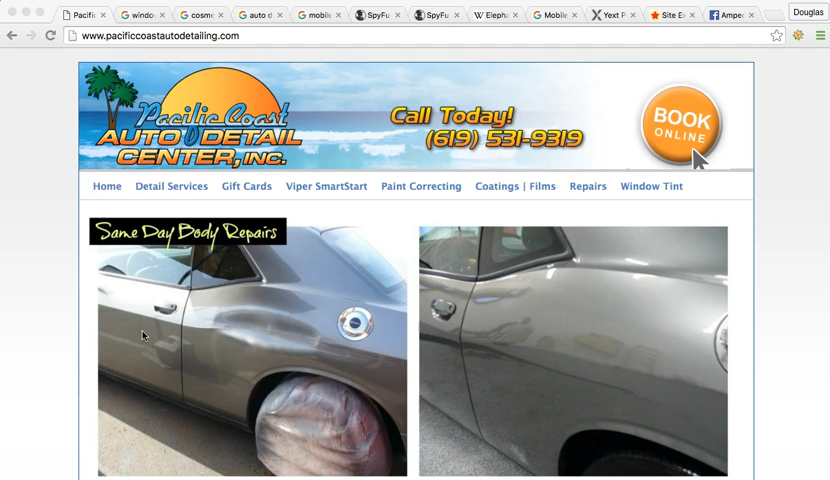 Pacific
windo
cosme
auto d
mobile
SpyFu
SpyFu
Eleph
Mobile
Yext P
Site E
Ampe
Douglas
www.pacificcoastautodetailing.com
Pacific Coast
AUTO DETAIL
CENTER, INC.
Call Today!
(619) 531-9319
BOOK
ONLINE
Home
Detail Services
Gift Cards
Viper SmartStart
Paint Correcting
Coatings | Films
Repairs
Window Tint
Same Day Body Repairs